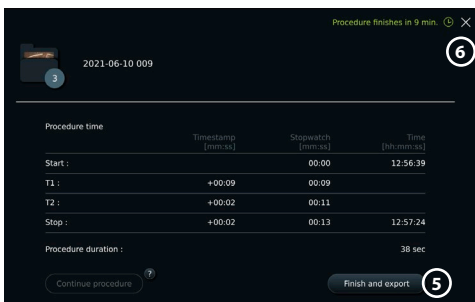 Procedure finishes in 9 min.
6
3
2021-06-10 009
Procedure time
Timestamp [mm:ss] Stopwatch [mm:ss] Time [hh:mm:ss]
Start : 00:00 12:56:39
T1 : +00:09 00:09
T2 : +00:02 00:11
Stop : +00:02 00:13 12:57:24
Procedure duration : 38 sec
Continue procedure ? Finish and export 5